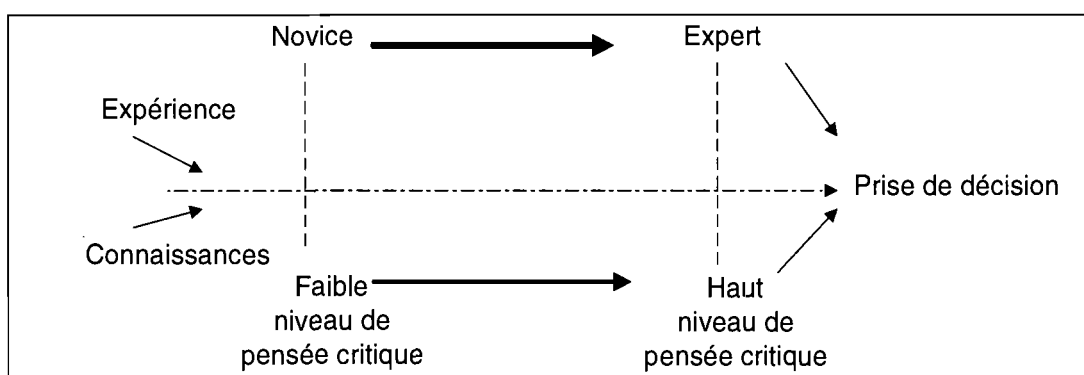 Novice
Expert
Expérience
Prise de décision
Connaissances
Faible
niveau de
pensée critique
Haut
niveau de
pensée critique